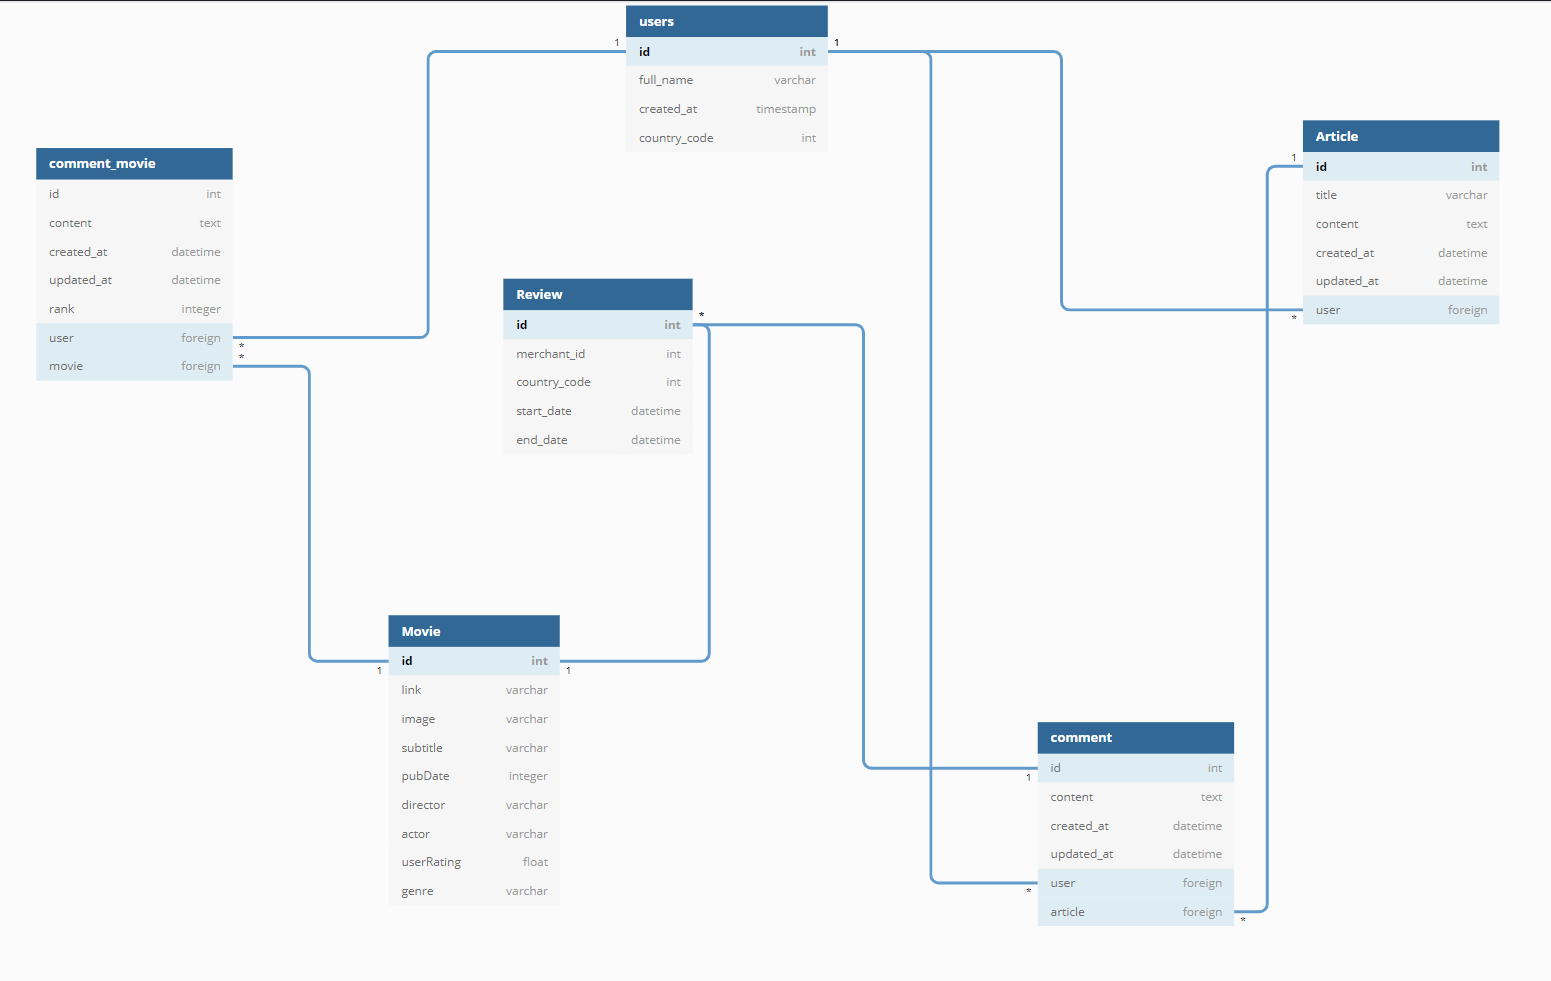 users
1
id int
1
full_name varchar
created_at timestamp
country_code int
comment_movie
id int
content text
created_at datetime
updated_at datetime
rank integer
user foreign
*
*
movie foreign
Article
1
id int
title varchar
content text
created_at datetime
updated_at datetime
user foreign
*
Review
*
id int
merchant_id int
country_code int
start_date datetime
end_date datetime
Movie
id int
1
1
link varchar
image varchar
subtitle varchar
pubDate integer
director varchar
actor varchar
userRating float
genre varchar
comment
id int
1
content text
created_at datetime
updated_at datetime
user foreign
*
article foreign
*